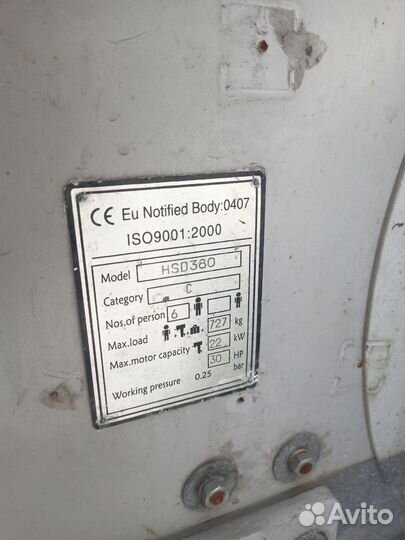 CE Eu Notified Body:0407
ISO9001:2000
Model HSD380
Category C
Nos.of person 6
Max.load 727 kg
Max.motor capacity 22 kW
30 HP
Working pressure 0.25 bar
Avito